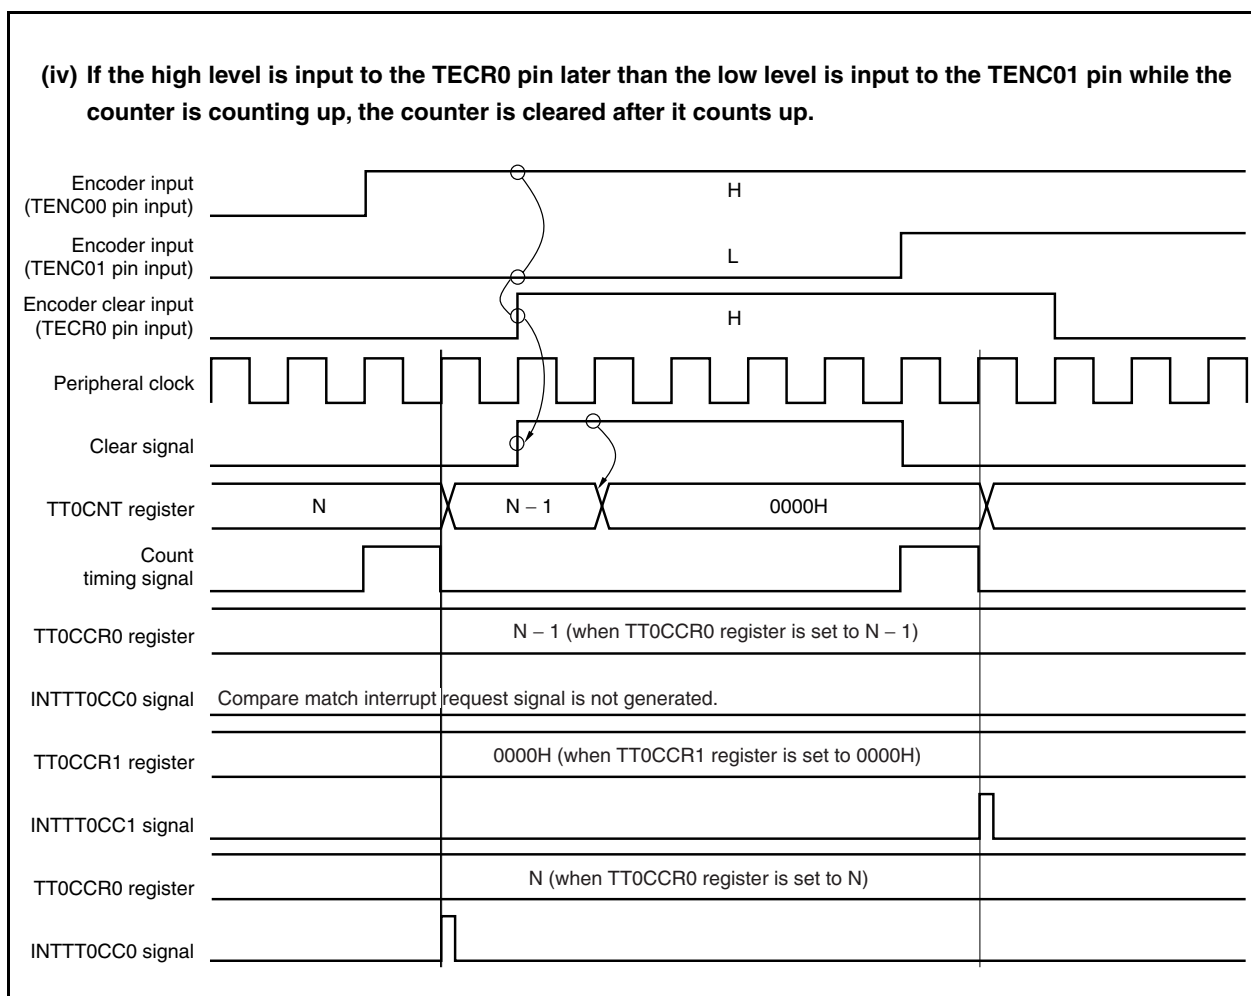 (iv) If the high level is input to the TECR0 pin later than the low level is input to the TENC01 pin while the
counter is counting up, the counter is cleared after it counts up.
Encoder input
(TENC00 pin input)
H
Encoder input
(TENC01 pin input)
L
Encoder clear input
(TECR0 pin input)
H
Peripheral clock
Clear signal
TT0CNT register
N
N – 1
0000H
Count
timing signal
TT0CCR0 register
N – 1 (when TT0CCR0 register is set to N – 1)
INTTT0CC0 signal
Compare match interrupt request signal is not generated.
TT0CCR1 register
0000H (when TT0CCR1 register is set to 0000H)
INTTT0CC1 signal
TT0CCR0 register
N (when TT0CCR0 register is set to N)
INTTT0CC0 signal